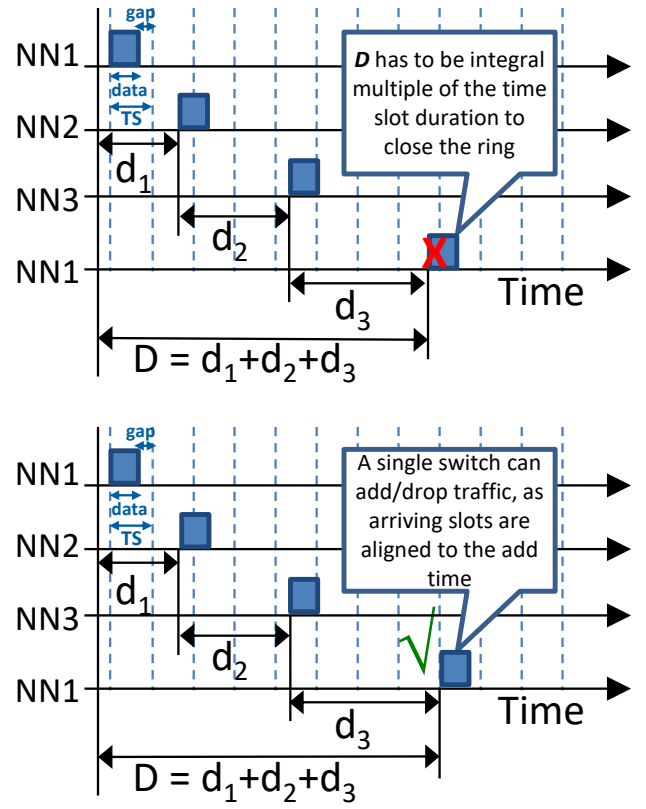 gap
NN1
data
TS
NN2
d₁
NN3
d₂
NN1
X
Time
d₃
D = d₁+d₂+d₃
D has to be integral
multiple of the time
slot duration to
close the ring
gap
NN1
data
TS
NN2
d₁
NN3
d₂
NN1
Time
d₃
D = d₁+d₂+d₃
A single switch can
add/drop traffic, as
arriving slots are
aligned to the add
time